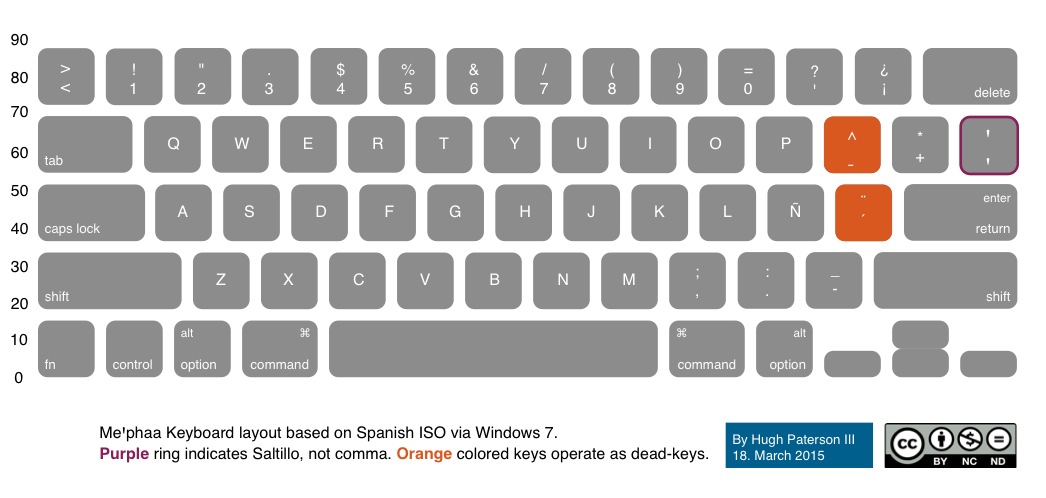 90
> ! " . $ % & / ( ) = ? ¿
80
< 1 2 3 4 5 6 7 8 9 0 ' ¡
delete
70
Q W E R T Y U I O P ^ * Ꞌ
60
tab - + ꞌ
50
enter
A S D F G H J K L Ñ ¨ ´
40
caps lock return
30
Z X C V B N M ; : _
, . -
shift shift
20
10
alt ⌘ ⌘ alt
fn control option command command option
0
Meꞌphaa Keyboard layout based on Spanish ISO via Windows 7.
Purple ring indicates Saltillo, not comma. Orange colored keys operate as dead-keys.
By Hugh Paterson III
18. March 2015
cc
BY NC ND